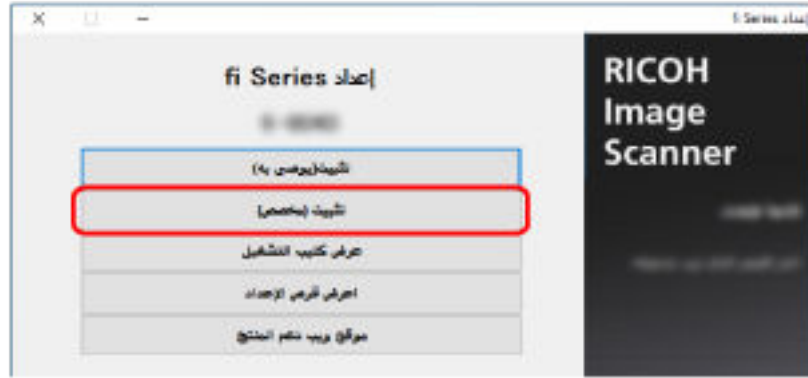 إعداد fi Series
إعداد fi Series
تثبيت(يوصى به)
تثبيت (مخصص)
عرض كتيب التشغيل
اعرض قرص الإعداد
موقع ويب دعم المنتج
RICOH
Image
Scanner